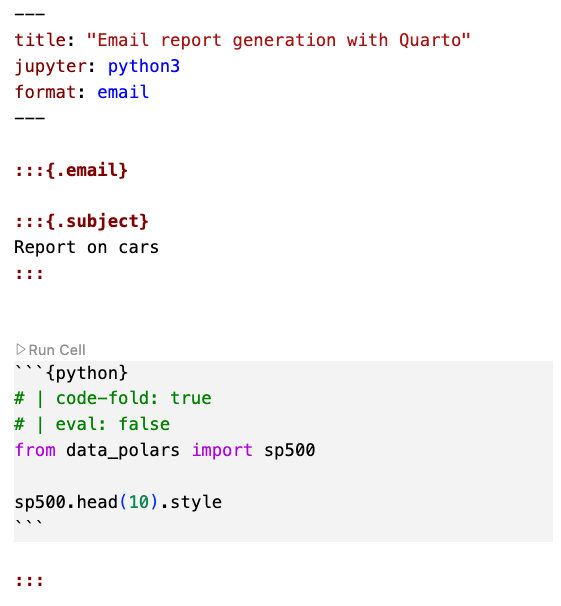 ---
title: "Email report generation with Quarto"
jupyter: python3
format: email
---
:::{.email}
:::{.subject}
Report on cars
:::
Run Cell
```{python}
# | code-fold: true
# | eval: false
from data_polars import sp500
sp500.head(10).style
```
:::